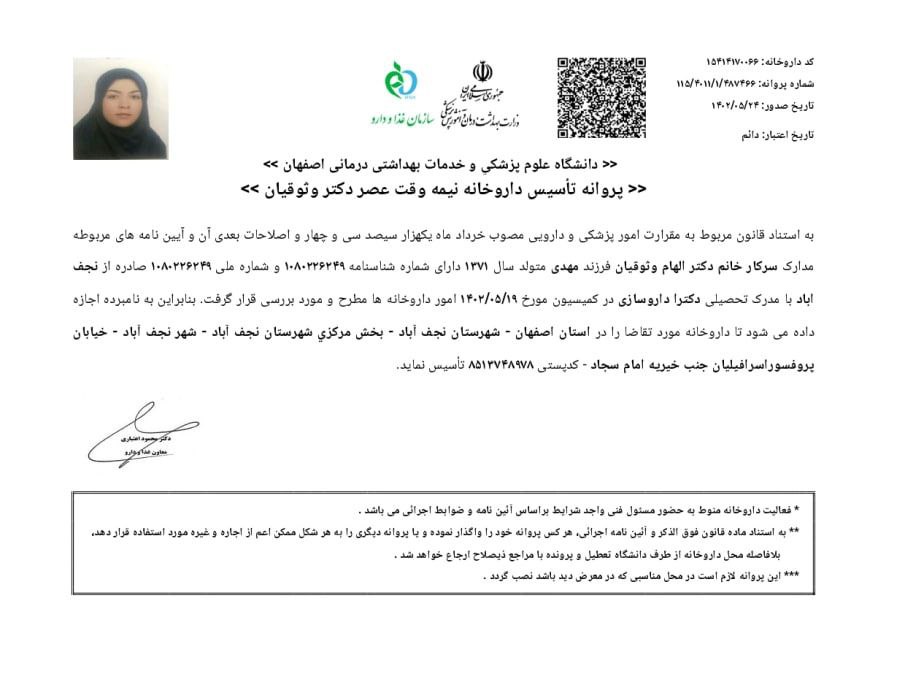 کد داروخانه: ۱۵۴۱۴۱۷۰۰۶۶
شماره پروانه: ۱۱۵/۴۰۱۱/۱/۴۸۷۴۶۶
تاریخ صدور: ۱۴۰۲/۰۵/۲۴
تاریخ اعتبار: دائم
جمهوری اسلامی ایران
وزارت بهداشت، درمان و آموزش پزشکی
سازمان غذا و دارو
<< دانشگاه علوم پزشکي و خدمات بهداشتی درمانی اصفهان >>
<< پروانه تأسیس داروخانه نیمه وقت عصر دکتر وثوقیان >>
به استناد قانون مربوط به مقررات امور پزشکی و دارویی مصوب خرداد ماه یکهزار سیصد سی و چهار و اصلاحات بعدی آن و آیین نامه های مربوطه
مدارک سرکار خانم دکتر الهام وثوقیان فرزند مهدی متولد سال ۱۳۷۱ دارای شماره شناسنامه ۱۰۸۰۲۲۶۲۴۹ و شماره ملی ۱۰۸۰۲۲۶۲۴۹ صادره از نجف
اباد با مدرک تحصیلی دکترا داروسازی در کمیسیون مورخ ۱۴۰۲/۰۵/۱۹ امور داروخانه ها مطرح و مورد بررسی قرار گرفت. بنابراین به نامبرده اجازه
داده می شود تا داروخانه مورد تقاضا را در استان اصفهان - شهرستان نجف آباد - بخش مرکزي شهرستان نجف آباد - شهر نجف آباد - خیابان
پروفسوراسرافیلیان جنب خیریه امام سجاد - کدپستی ۸۵۱۳۷۴۸۹۷۸ تأسیس نماید.
دکتر محمود اعتباری
معاون غذا و دارو
* فعالیت داروخانه منوط به حضور مسئول فنی واجد شرایط براساس آئین نامه و ضوابط اجرائی می باشد .
** به استناد ماده قانون فوق الذکر و آئین نامه اجرائی، هر کس پروانه خود را واگذار نموده و یا پروانه دیگری را به هر شکل ممکن اعم از اجاره و غیره مورد استفاده قرار دهد،
بلافاصله محل داروخانه از طرف دانشگاه تعطیل و پرونده با مراجع ذیصلاح ارجاع خواهد شد .
*** این پروانه لازم است در محل مناسبی که در معرض دید باشد نصب گردد .